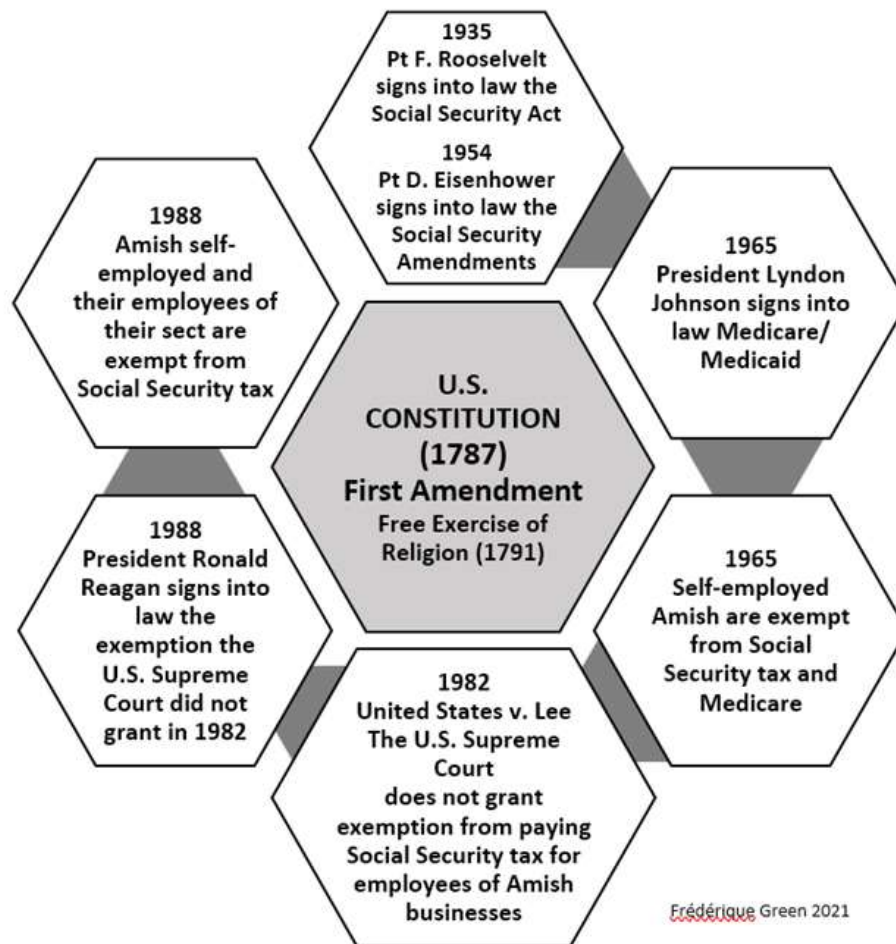 1935
Pt F. Rooselvelt
signs into law the
Social Security Act
1954
Pt D. Eisenhower
signs into law the
Social Security
Amendments
1965
President Lyndon
Johnson signs into
law Medicare/
Medicaid
1965
Self-employed
Amish are exempt
from Social
Security tax and
Medicare
1982
United States v. Lee
The U.S. Supreme
Court
does not grant
exemption from paying
Social Security tax for
employees of Amish
businesses
1988
President Ronald
Reagan signs into
law the
exemption the
U.S. Supreme
Court did not
grant in 1982
1988
Amish self-
employed and
their employees of
their sect are
exempt from
Social Security tax
U.S.
CONSTITUTION
(1787)
First Amendment
Free Exercise of
Religion (1791)
Frédérique Green 2021